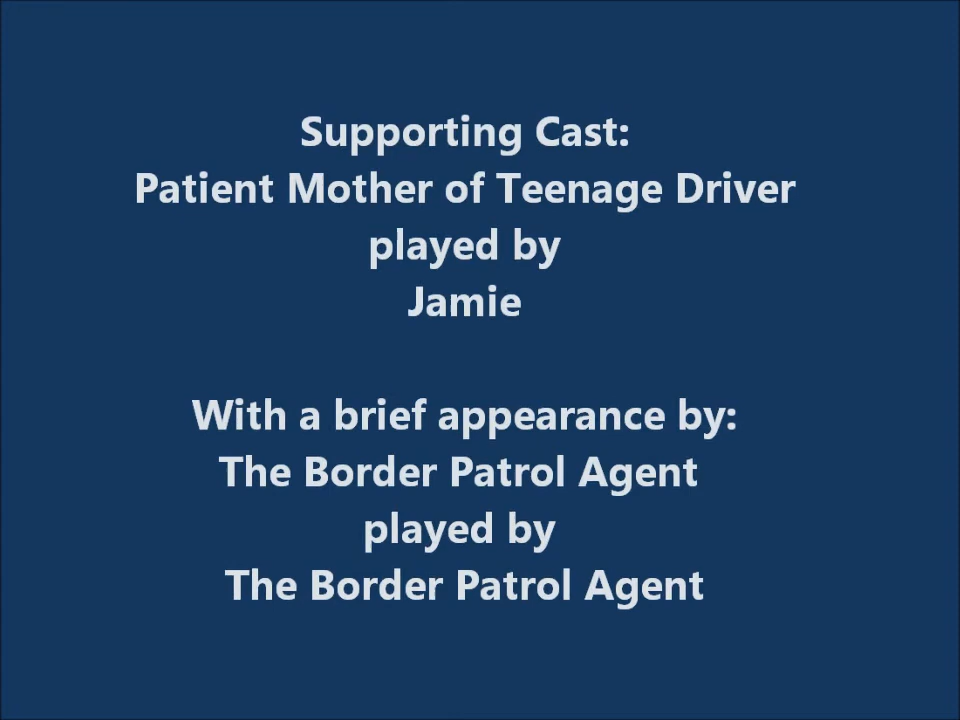 Supporting Cast:
Patient Mother of Teenage Driver
played by
Jamie
With a brief appearance by:
The Border Patrol Agent
played by
The Border Patrol Agent